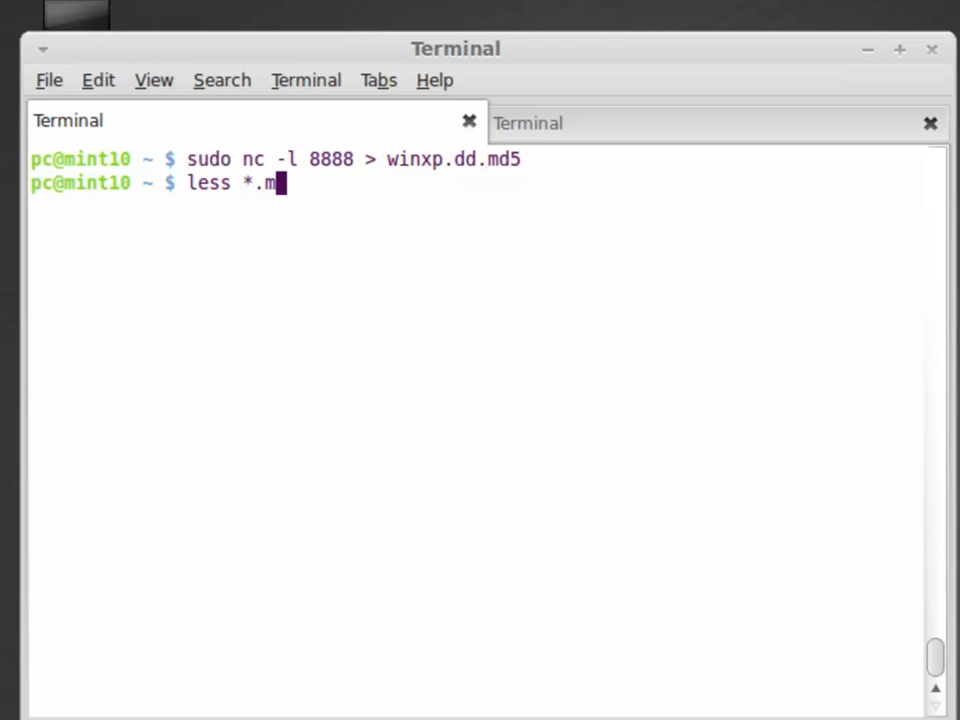 Terminal
File Edit View Search Terminal Tabs Help
Terminal Terminal
pc@mint10 ~ $ sudo nc -l 8888 > winxp.dd.md5
pc@mint10 ~ $ less *.m